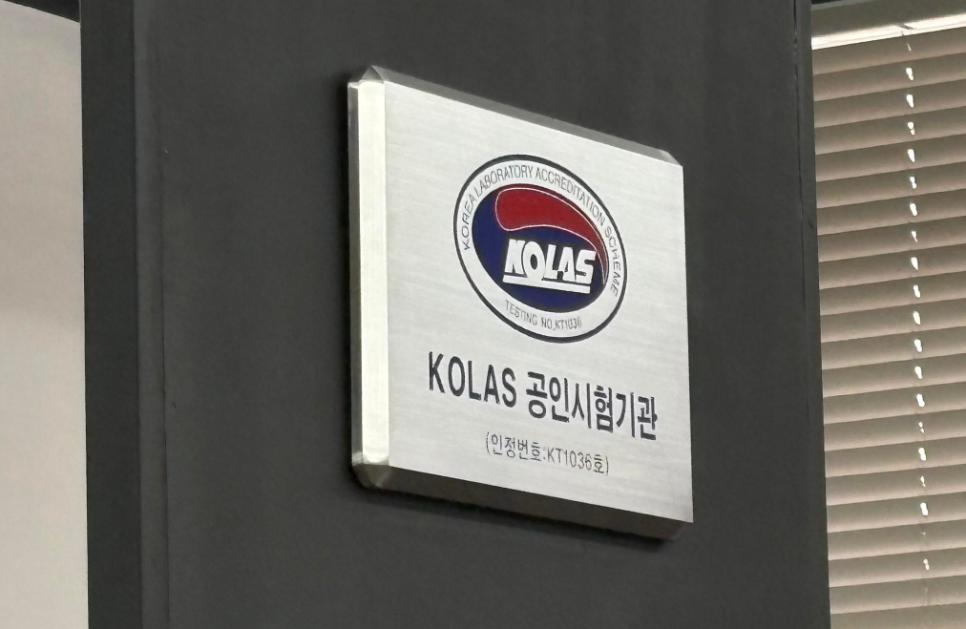 KOREA LABORATORY ACCREDITATION SCHEME
KOLAS
TESTING NO.KT1036
KOLAS 공인시험기관
(인정번호:KT1036호)